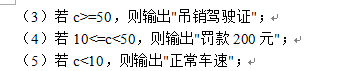 （3）若 c>=50，则输出"吊销驾驶证"；
（4）若 10<=c<50，则输出"罚款 200 元"；
（5）若 c<10，则输出"正常车速"；